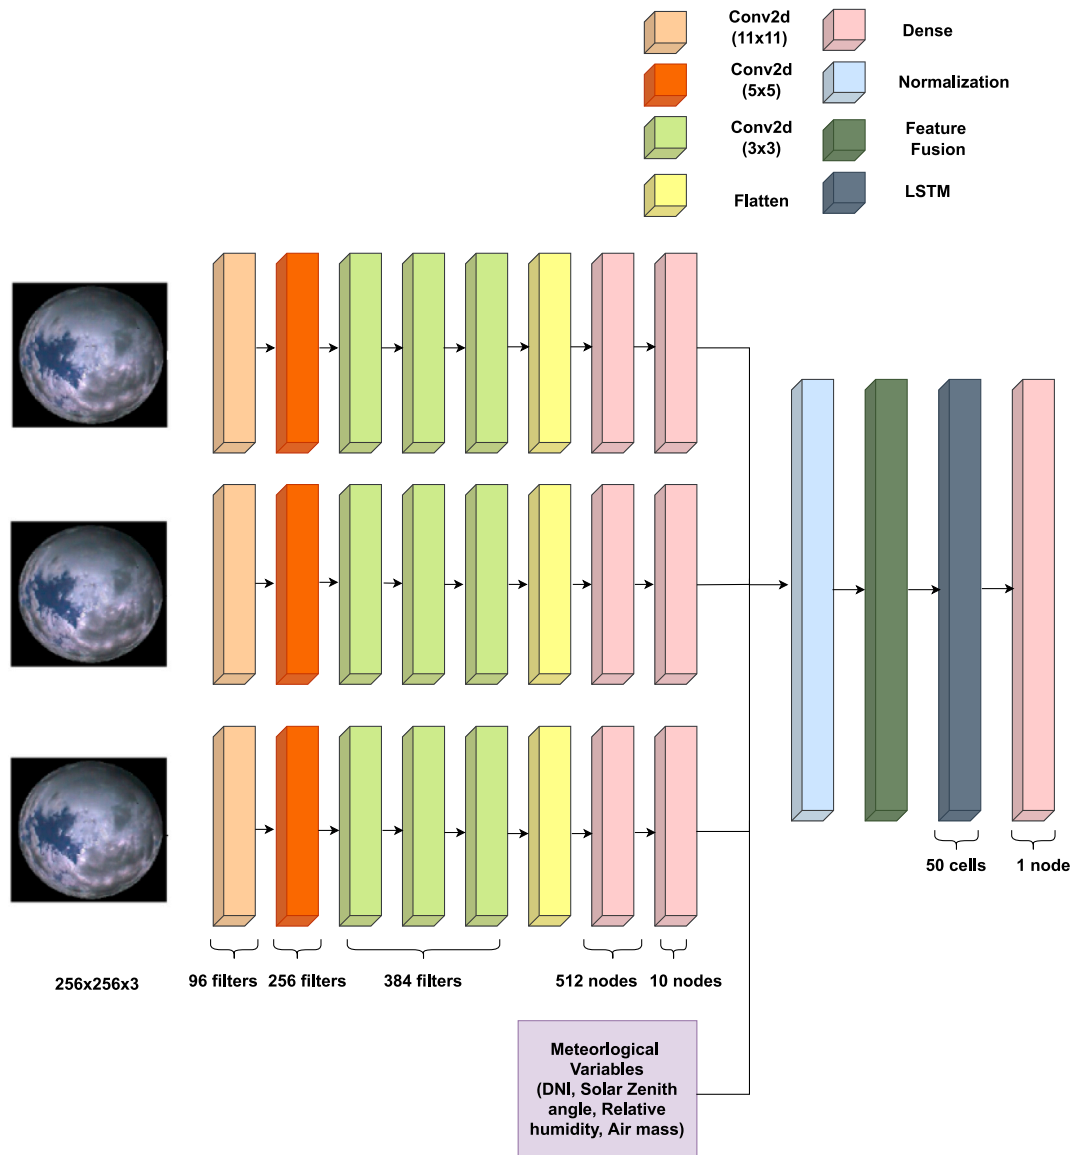 Conv2d
(11x11)
Dense
Conv2d
(5x5)
Normalization
Conv2d
(3x3)
Feature
Fusion
Flatten
LSTM
50 cells
1 node
256x256x3
96 filters
256 filters
384 filters
512 nodes
10 nodes
Meteorlogical
Variables
(DNI, Solar Zenith
angle, Relative
humidity, Air mass)